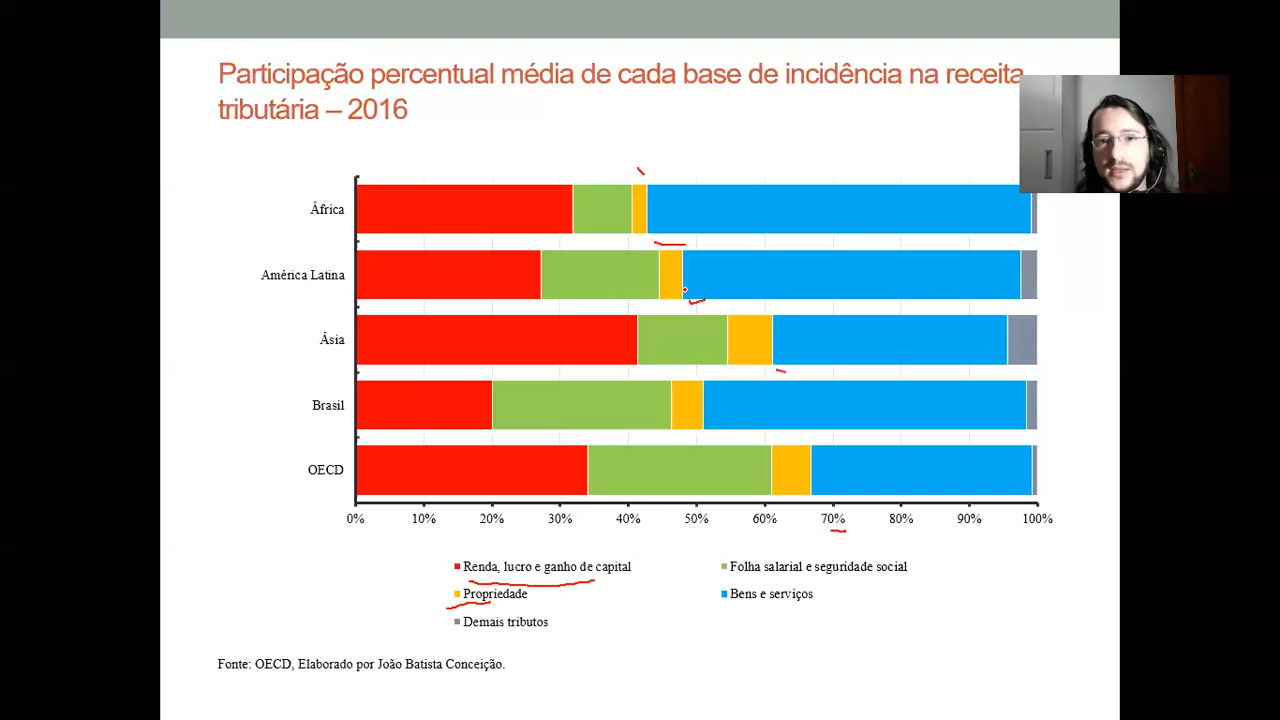 Participação percentual média de cada base de incidência na receita
tributária – 2016
África
América Latina
Ásia
Brasil
OECD
0% 10% 20% 30% 40% 50% 60% 70% 80% 90% 100%
Renda, lucro e ganho de capital Folha salarial e seguridade social
Propriedade Bens e serviços
Demais tributos
Fonte: OECD, Elaborado por João Batista Conceição.